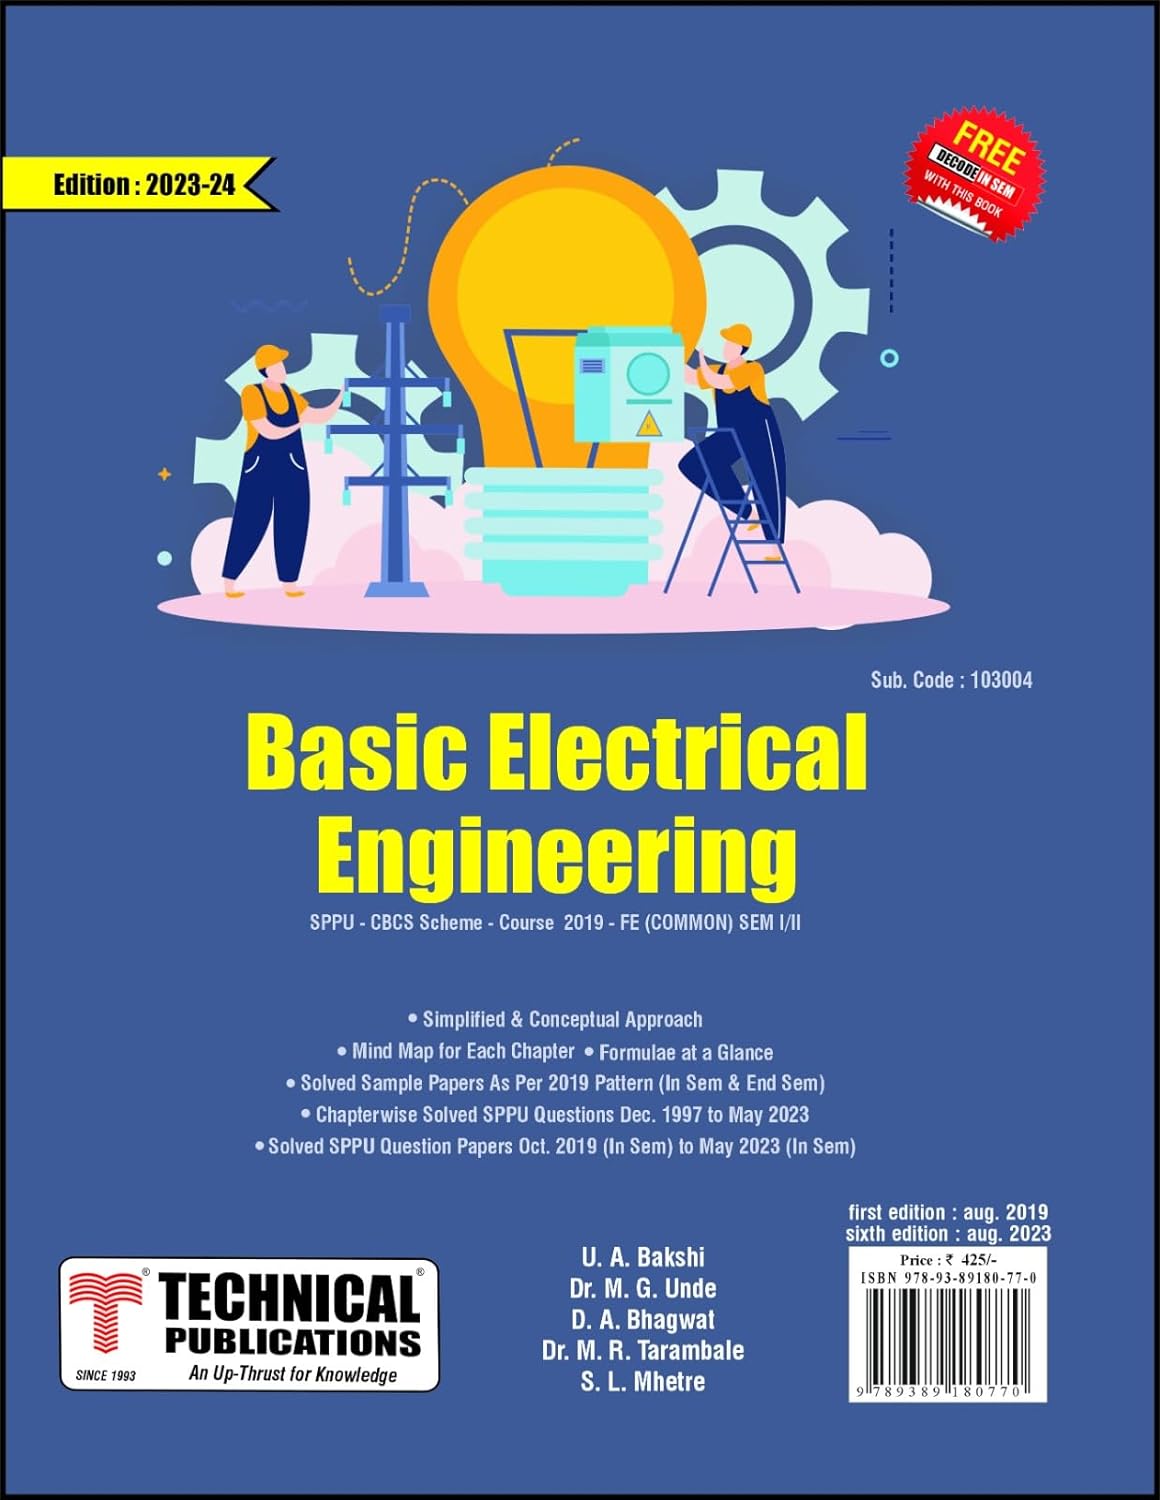 Edition : 2023-24
FREE
DECODE IN SEM
WITH THIS BOOK
Sub. Code : 103004
Basic Electrical
Engineering
SPPU - CBCS Scheme - Course 2019 - FE (COMMON) SEM I/II
• Simplified & Conceptual Approach
• Mind Map for Each Chapter • Formulae at a Glance
• Solved Sample Papers As Per 2019 Pattern (In Sem & End Sem)
• Chapterwise Solved SPPU Questions Dec. 1997 to May 2023
• Solved SPPU Question Papers Oct. 2019 (In Sem) to May 2023 (In Sem)
first edition : aug. 2019
sixth edition : aug. 2023
Price : ₹ 425/-
ISBN 978-93-89180-77-0
9 789389 180770
U. A. Bakshi
Dr. M. G. Unde
D. A. Bhagwat
Dr. M. R. Tarambale
S. L. Mhetre
® TECHNICAL ®
PUBLICATIONS
SINCE 1993 An Up-Thrust for Knowledge